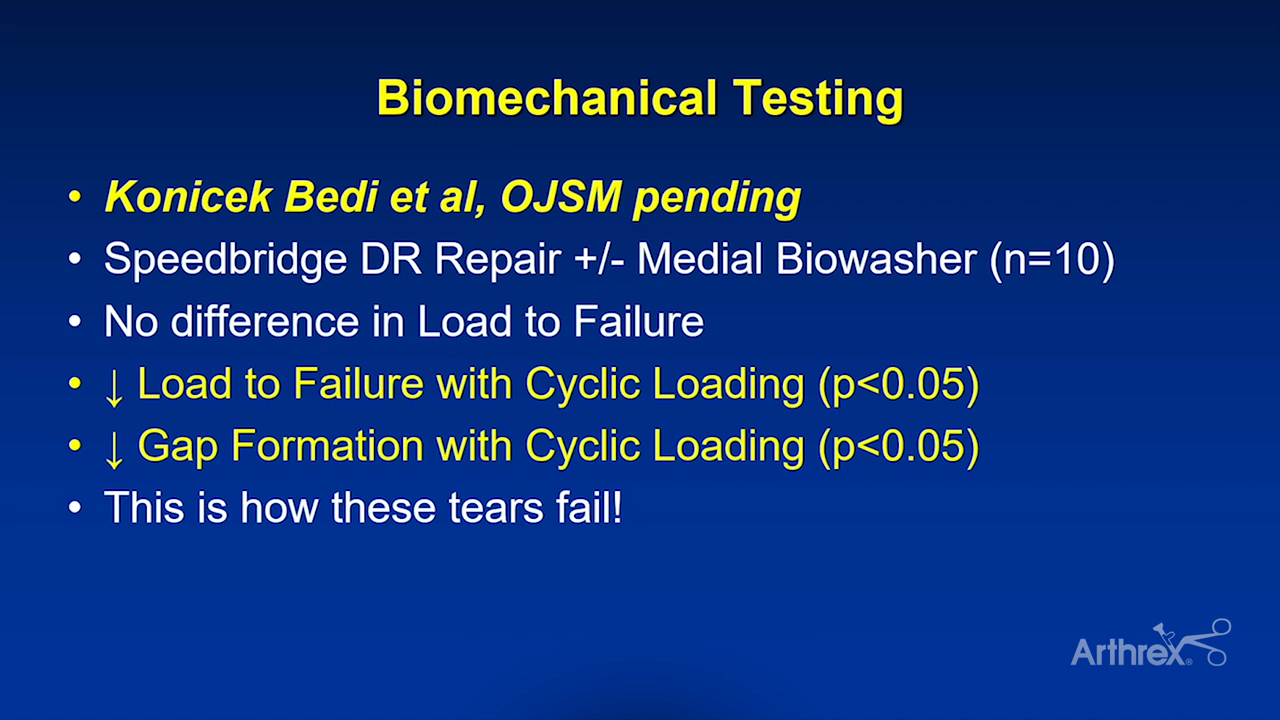 Biomechanical Testing
• Konicek Bedi et al, OJSM pending
• Speedbridge DR Repair +/- Medial Biowasher (n=10)
• No difference in Load to Failure
• ↓ Load to Failure with Cyclic Loading (p<0.05)
• ↓ Gap Formation with Cyclic Loading (p<0.05)
• This is how these tears fail!
Arthrex®